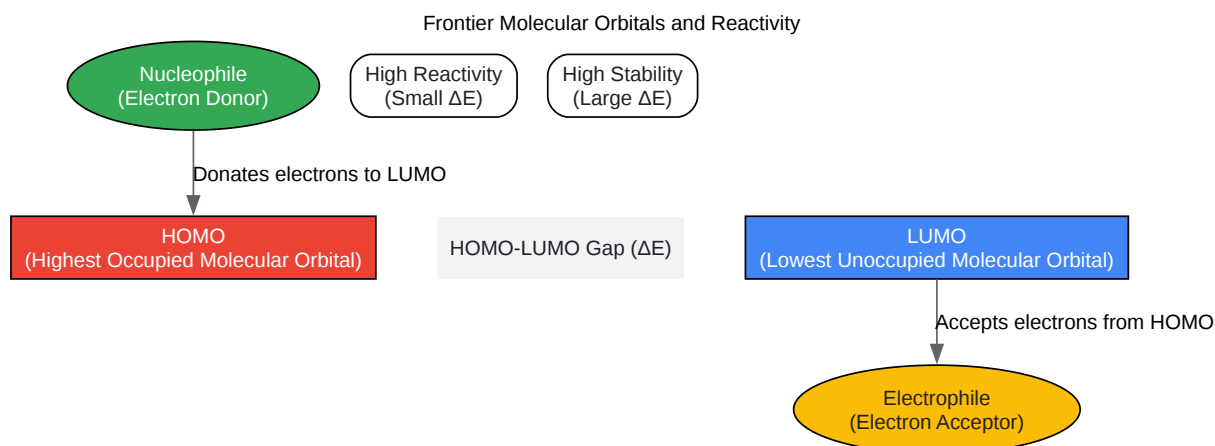 Frontier Molecular Orbitals and Reactivity
Nucleophile
(Electron Donor)
High Reactivity
(Small ΔE)
High Stability
(Large ΔE)
Donates electrons to LUMO
HOMO
(Highest Occupied Molecular Orbital)
HOMO-LUMO Gap (ΔE)
LUMO
(Lowest Unoccupied Molecular Orbital)
Accepts electrons from HOMO
Electrophile
(Electron Acceptor)